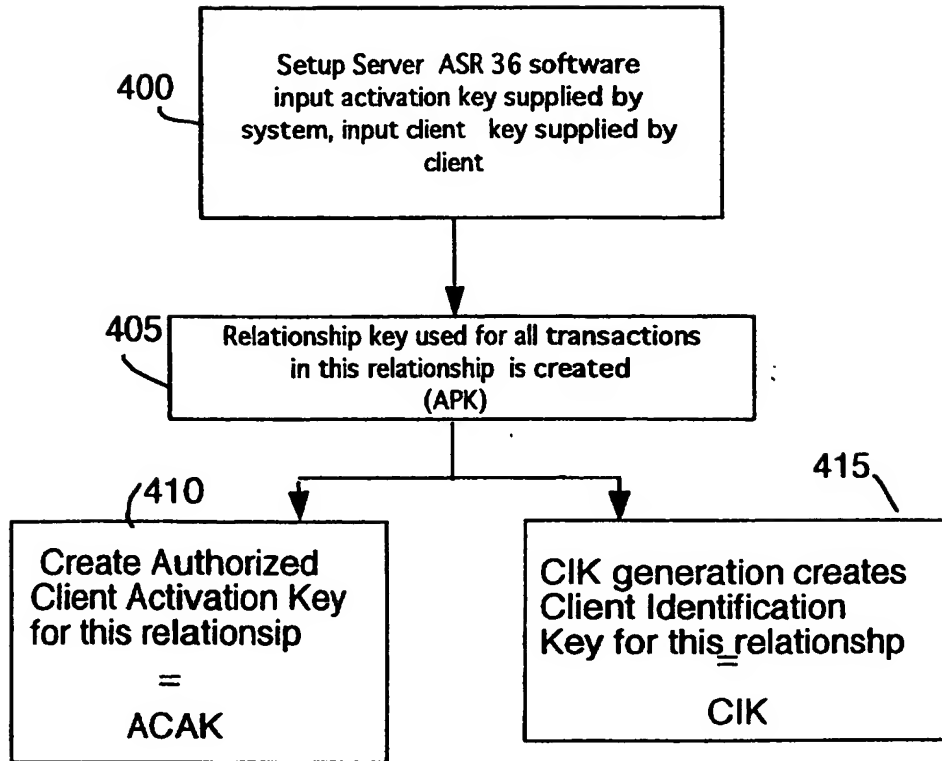 400
Setup Server ASR 36 software
input activation key supplied by
system, input client key supplied by
client
405
Relationship key used for all transactions
in this relationship is created
(APK)
410
Create Authorized
Client Activation Key
for this relationsip
=
ACAK
415
CIK generation creates
Client Identification
Key for this relationshp
=
CIK